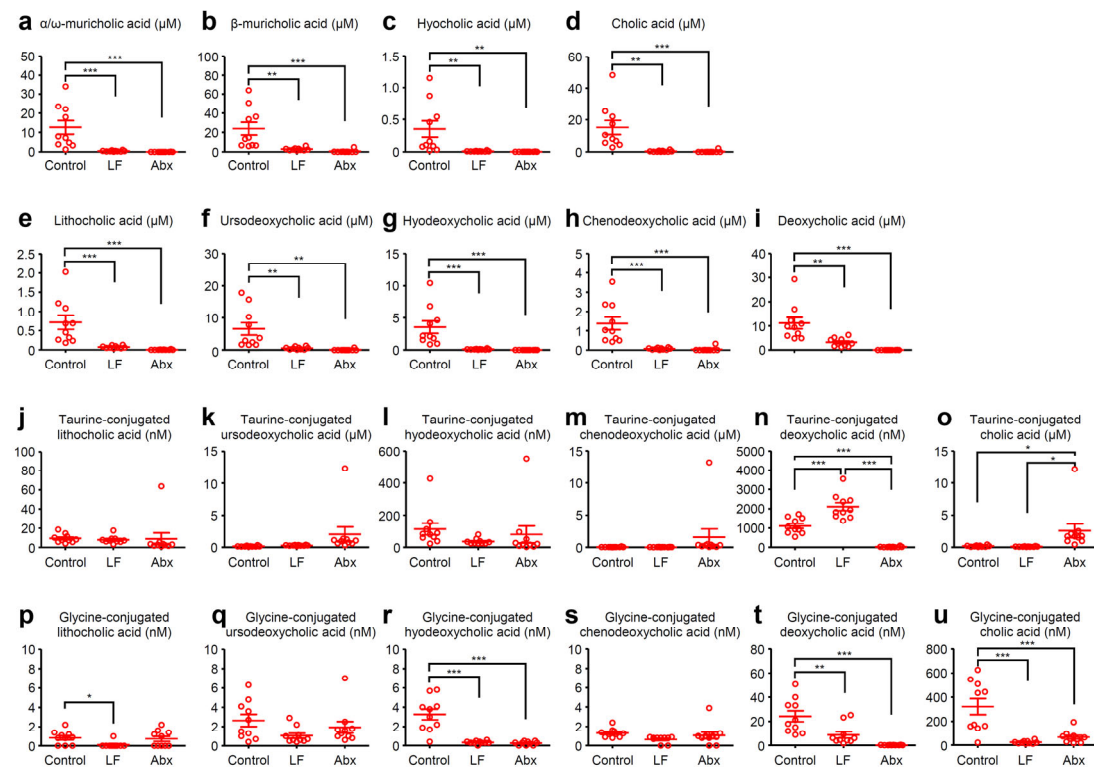 a α/ω-muricholic acid (µM)
50
40
30
20
10
0
***
***
Control LF Abx
b β-muricholic acid (µM)
100
80
60
40
20
0
***
**
Control LF Abx
c Hyocholic acid (µM)
1.5
1.0
0.5
0.0
**
**
Control LF Abx
d Cholic acid (µM)
60
40
20
0
***
**
Control LF Abx
e Lithocholic acid (µM)
2.5
2.0
1.5
1.0
0.5
0
***
***
Control LF Abx
f Ursodeoxycholic acid (µM)
30
20
10
0
**
**
Control LF Abx
g Hyodeoxycholic acid (µM)
15
10
5
0
***
***
Control LF Abx
h Chenodeoxycholic acid (µM)
5
4
3
2
1
0
***
***
Control LF Abx
i Deoxycholic acid (µM)
40
30
20
10
0
***
**
Control LF Abx
j Taurine-conjugated
lithocholic acid (nM)
100
80
60
40
20
0
Control LF Abx
k Taurine-conjugated
ursodeoxycholic acid (µM)
15
10
5
0
Control LF Abx
l Taurine-conjugated
hyodeoxycholic acid (nM)
600
400
200
0
Control LF Abx
m Taurine-conjugated
chenodeoxycholic acid (µM)
15
10
5
0
Control LF Abx
n Taurine-conjugated
deoxycholic acid (nM)
5000
4000
3000
2000
1000
0
***
*** ***
Control LF Abx
o Taurine-conjugated
cholic acid (µM)
15
10
5
0
*
*
Control LF Abx
p Glycine-conjugated
lithocholic acid (nM)
10
8
6
4
2
0
*
Control LF Abx
q Glycine-conjugated
ursodeoxycholic acid (nM)
10
8
6
4
2
0
Control LF Abx
r Glycine-conjugated
hyodeoxycholic acid (nM)
10
8
6
4
2
0
***
***
Control LF Abx
s Glycine-conjugated
chenodeoxycholic acid (nM)
10
8
6
4
2
0
Control LF Abx
t Glycine-conjugated
deoxycholic acid (nM)
80
60
40
20
0
***
**
Control LF Abx
u Glycine-conjugated
cholic acid (nM)
800
600
400
200
0
***
***
Control LF Abx